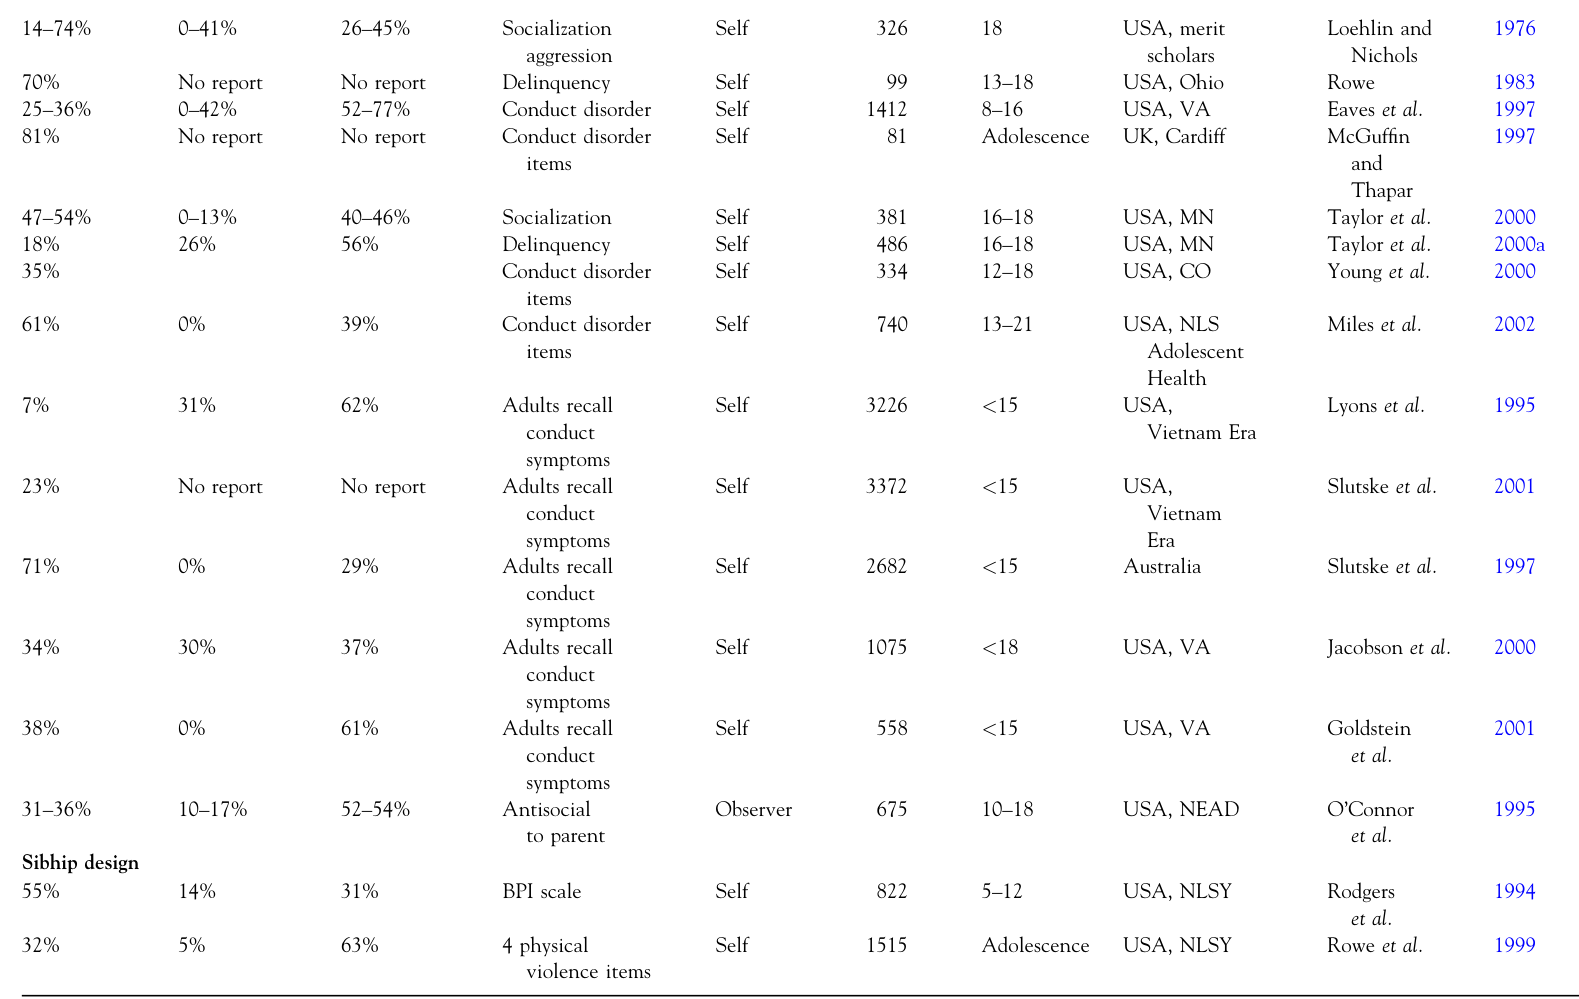 14–74% 0–41% 26–45% Socialization Self 326 18 USA, merit Loehlin and 1976
aggression scholars Nichols
70% No report No report Delinquency Self 99 13–18 USA, Ohio Rowe 1983
25–36% 0–42% 52–77% Conduct disorder Self 1412 8–16 USA, VA Eaves et al. 1997
81% No report No report Conduct disorder Self 81 Adolescence UK, Cardiff McGuffin 1997
items and
Thapar
47–54% 0–13% 40–46% Socialization Self 381 16–18 USA, MN Taylor et al. 2000
18% 26% 56% Delinquency Self 486 16–18 USA, MN Taylor et al. 2000a
35% Conduct disorder Self 334 12–18 USA, CO Young et al. 2000
items
61% 0% 39% Conduct disorder Self 740 13–21 USA, NLS Miles et al. 2002
items Adolescent
Health
7% 31% 62% Adults recall Self 3226 <15 USA, Lyons et al. 1995
conduct Vietnam Era
symptoms
23% No report No report Adults recall Self 3372 <15 USA, Slutske et al. 2001
conduct Vietnam
symptoms Era
71% 0% 29% Adults recall Self 2682 <15 Australia Slutske et al. 1997
conduct
symptoms
34% 30% 37% Adults recall Self 1075 <18 USA, VA Jacobson et al. 2000
conduct
symptoms
38% 0% 61% Adults recall Self 558 <15 USA, VA Goldstein 2001
conduct et al.
symptoms
31–36% 10–17% 52–54% Antisocial Observer 675 10–18 USA, NEAD O'Connor 1995
to parent et al.
Sibhip design
55% 14% 31% BPI scale Self 822 5–12 USA, NLSY Rodgers 1994
et al.
32% 5% 63% 4 physical Self 1515 Adolescence USA, NLSY Rowe et al. 1999
violence items